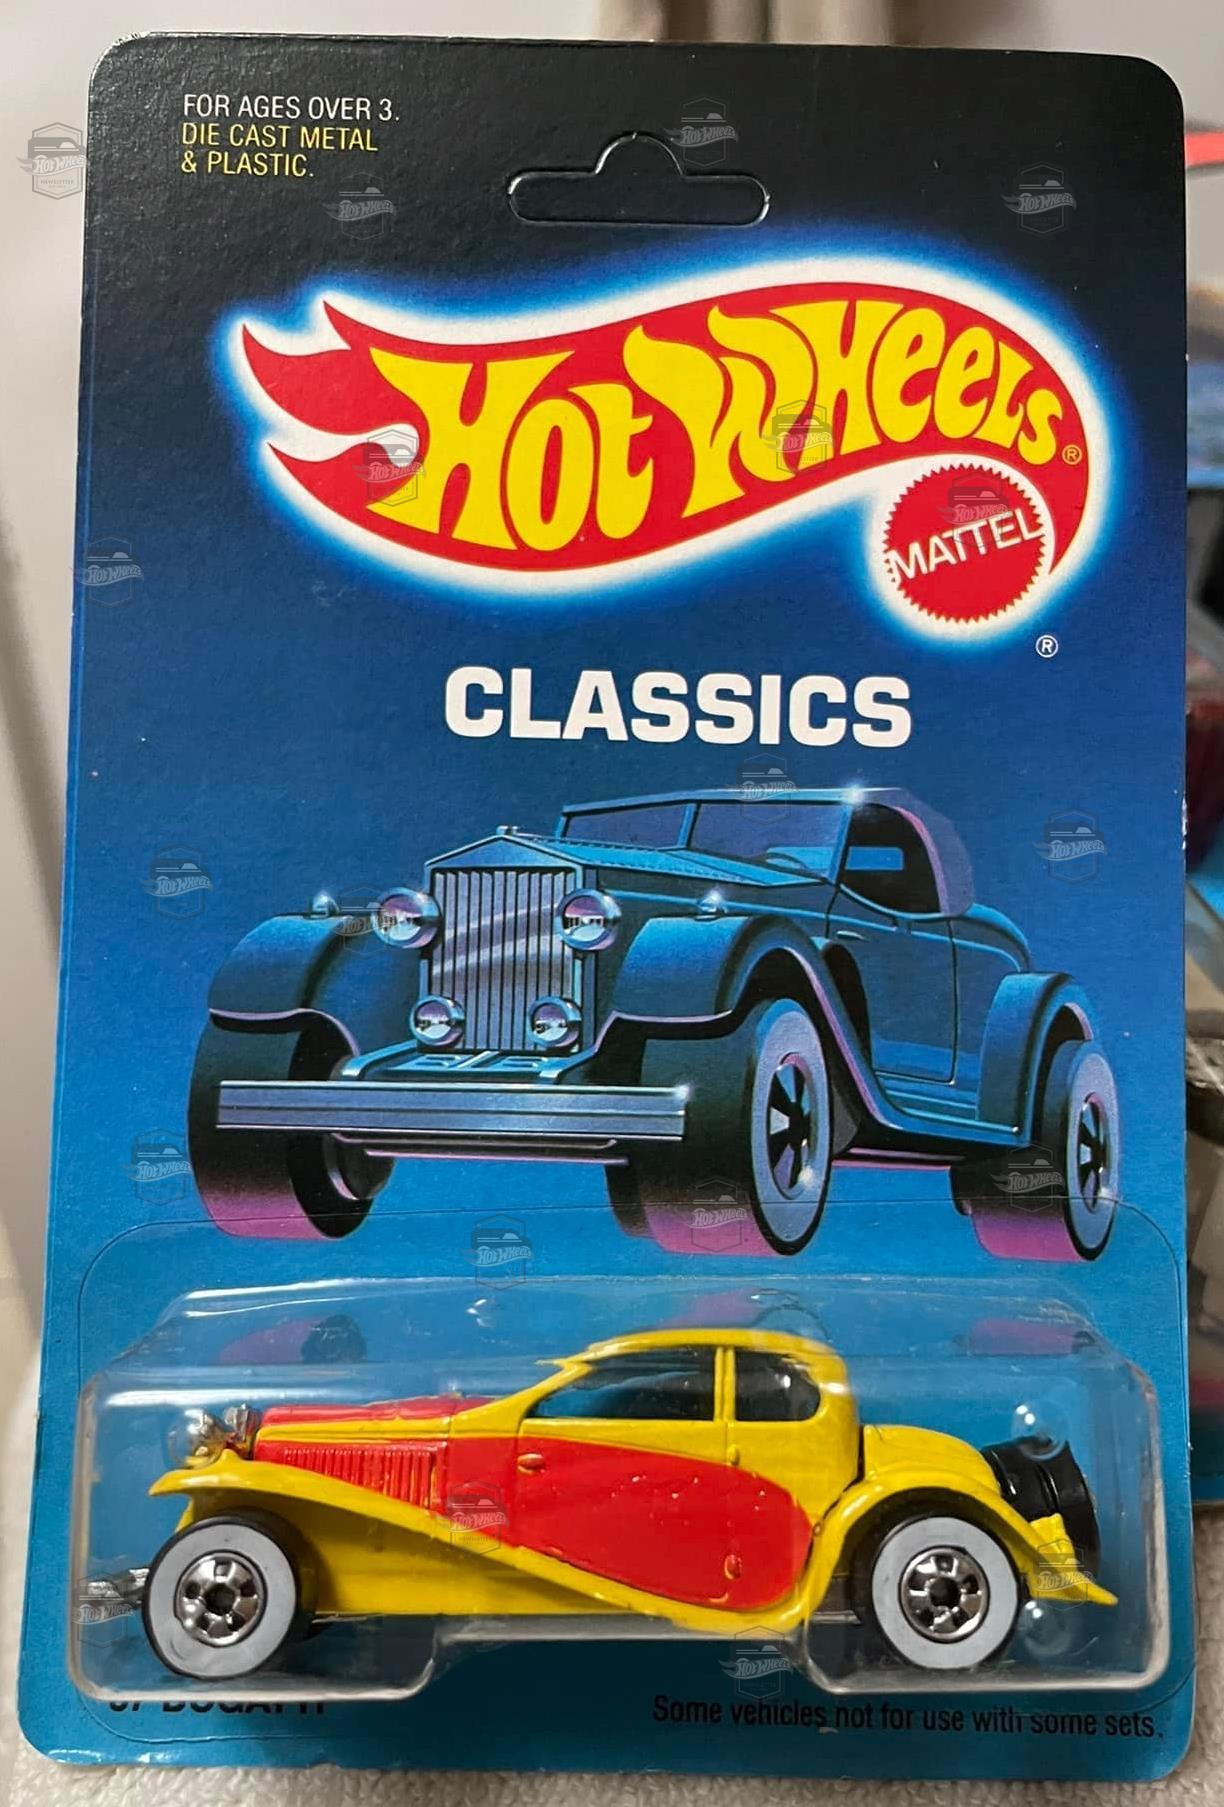 FOR AGES OVER 3.
DIE CAST METAL
& PLASTIC.
HOT WHEELS®
MATTEL
®
CLASSICS
Some vehicles not for use with some sets.